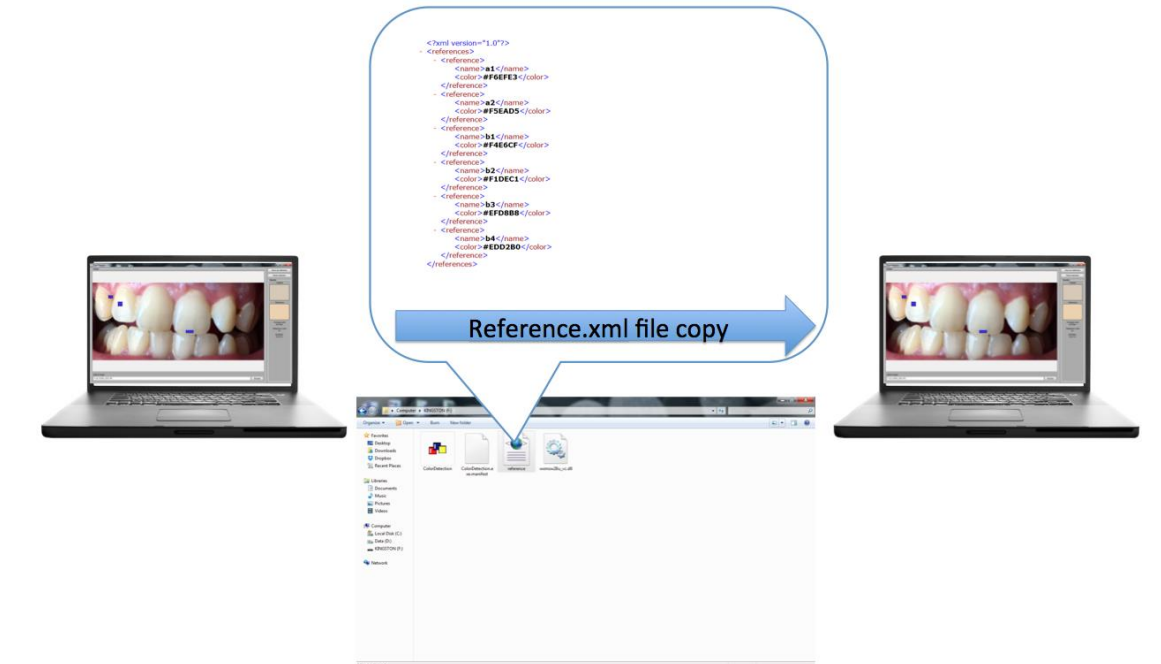 <?xml version="1.0"?>
- <references>
- <reference>
<name>a1</name>
<color>#F6EFE3</color>
</reference>
- <reference>
<name>a2</name>
<color>#F5EAD5</color>
</reference>
- <reference>
<name>b1</name>
<color>#F4E6CF</color>
</reference>
- <reference>
<name>b2</name>
<color>#F1DEC1</color>
</reference>
- <reference>
<name>b3</name>
<color>#EFD8B8</color>
</reference>
- <reference>
<name>b4</name>
<color>#EDD2B0</color>
</reference>
</references>
Reference.xml file copy
Computer KINGSTON (F:)
Organize Open Burn New folder
Favorites
Desktop
Downloads
Dropbox
Recent Places
Libraries
Documents
Music
Pictures
Videos
Computer
Local Disk (C:)
Data (D:)
KINGSTON (F:)
Network
ColorDetection
ColorDetection.e
xe.manifest
reference